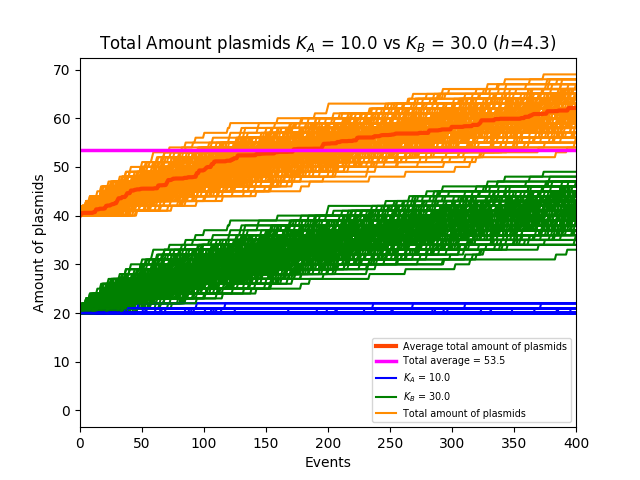 Total Amount plasmids K_A = 10.0 vs K_B = 30.0 (h=4.3)
Amount of plasmids
70
60
50
40
30
20
10
0
Average total amount of plasmids
Total average = 53.5
K_A = 10.0
K_B = 30.0
Total amount of plasmids
0 50 100 150 200 250 300 350 400
Events